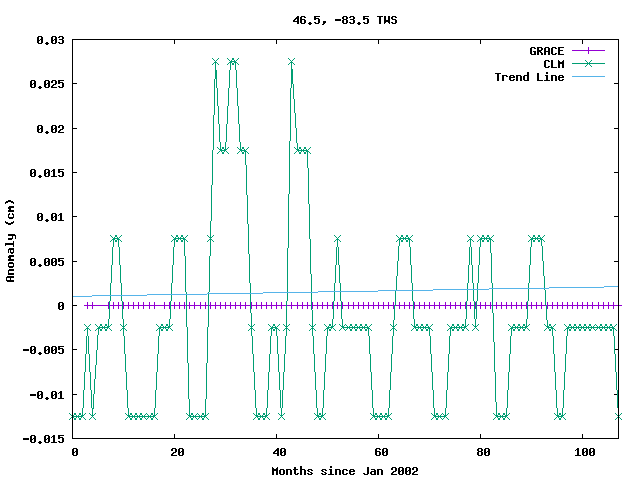 46.5, -83.5 TWS
0.03
0.025
0.02
0.015
0.01
0.005
0
-0.005
-0.01
-0.015
Anomaly (cm)
GRACE
CLM
Trend Line
0 20 40 60 80 100
Months since Jan 2002